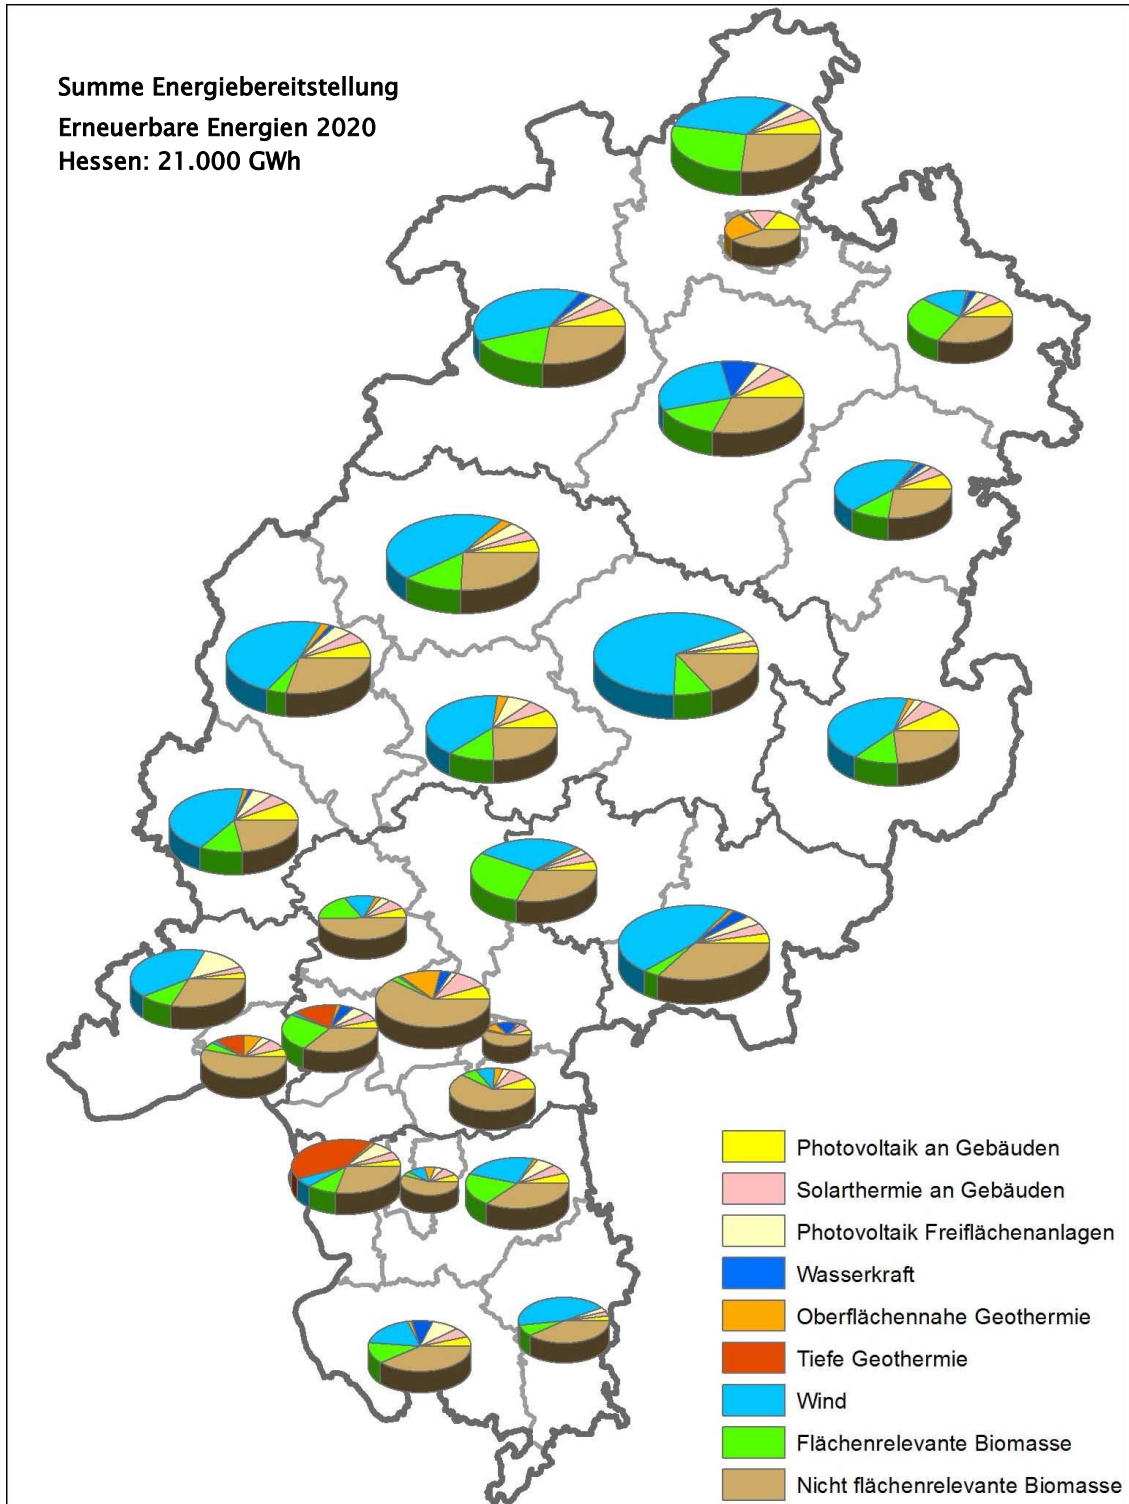 Summe Energiebereitstellung
Erneuerbare Energien 2020
Hessen: 21.000 GWh
Photovoltaik an Gebäuden
Solarthermie an Gebäuden
Photovoltaik Freiflächenanlagen
Wasserkraft
Oberflächennahe Geothermie
Tiefe Geothermie
Wind
Flächenrelevante Biomasse
Nicht flächenrelevante Biomasse